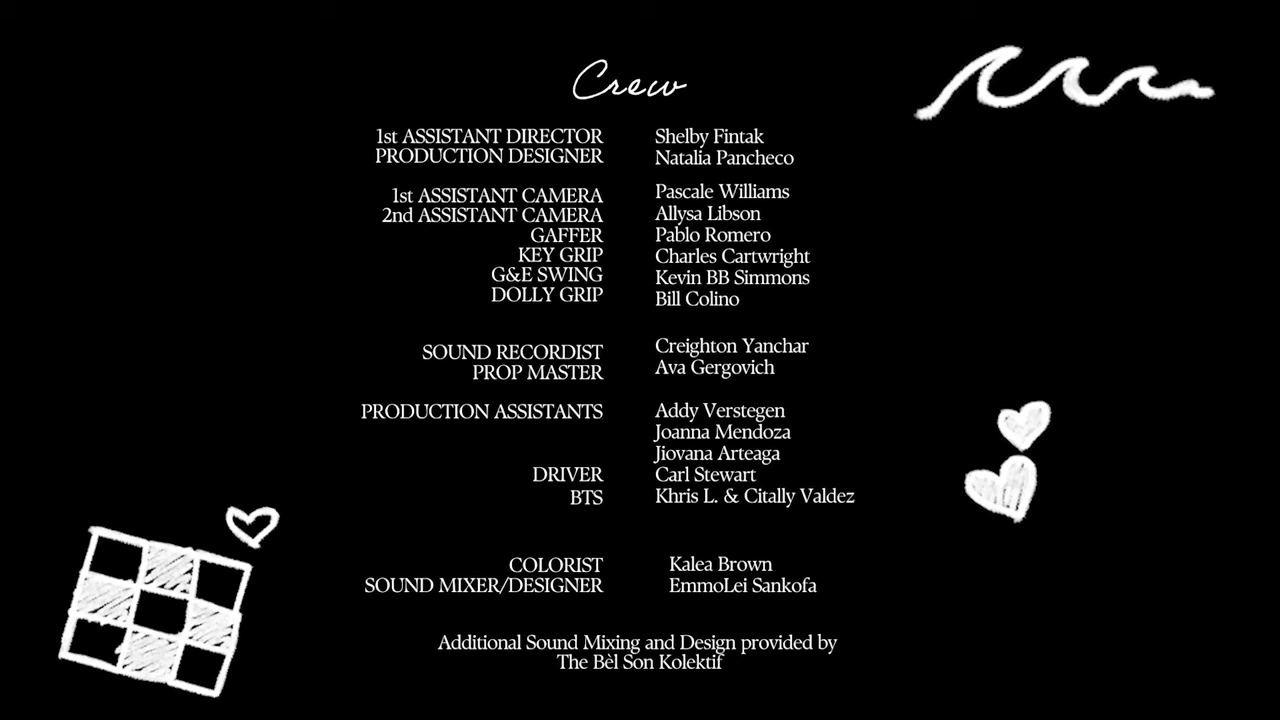 Crew
1st ASSISTANT DIRECTOR Shelby Fintak
PRODUCTION DESIGNER Natalia Pancheco
1st ASSISTANT CAMERA Pascale Williams
2nd ASSISTANT CAMERA Allysa Libson
GAFFER Pablo Romero
KEY GRIP Charles Cartwright
G&E SWING Kevin BB Simmons
DOLLY GRIP Bill Colino
SOUND RECORDIST Creighton Yanchar
PROP MASTER Ava Gergovich
PRODUCTION ASSISTANTS Addy Verstegen
Joanna Mendoza
Jiovana Arteaga
DRIVER Carl Stewart
BTS Khris L. & Citally Valdez
COLORIST Kalea Brown
SOUND MIXER/DESIGNER EmmoLei Sankofa
Additional Sound Mixing and Design provided by
The Bèl Son Kolektif